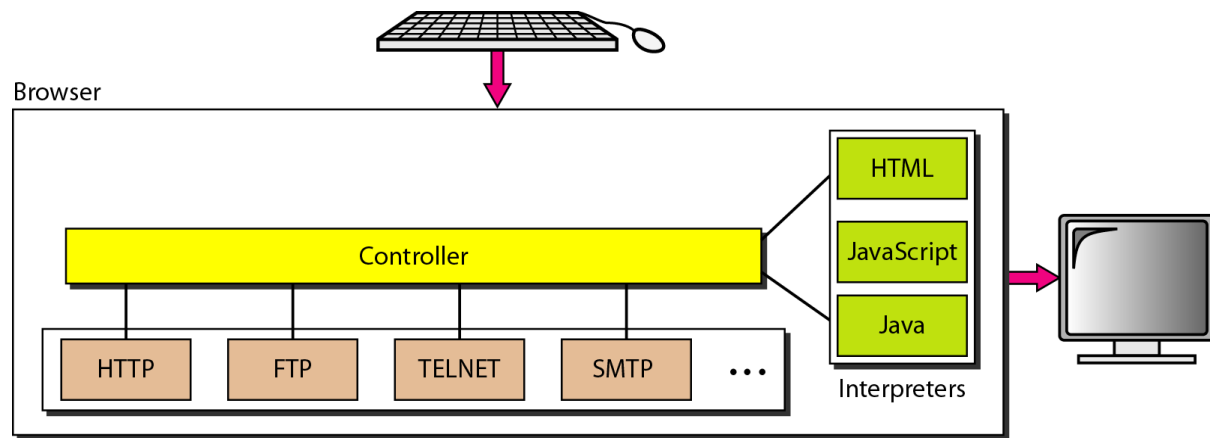 Browser
HTML
Controller
JavaScript
Java
HTTP
FTP
TELNET
SMTP
...
Interpreters